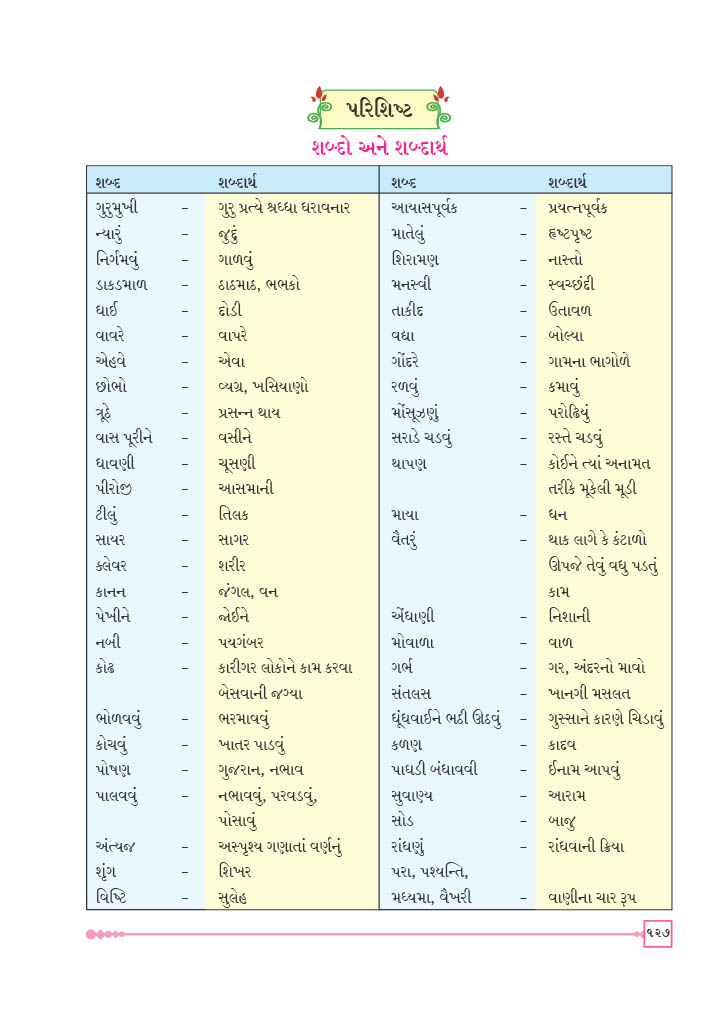 પરિશિષ્ટ
શબ્દો અને શબ્દાર્થ
શબ્દ શબ્દાર્થ
ગુરુમુખી – ગુરુ પ્રત્યે શ્રધ્ધા ધરાવનાર
ન્યારું – જુદું
નિર્ગમવું – ગાળવું
ડાકડમાળ – ઠાઠમાઠ, ભભકો
ધાઈ – દોડી
વાવરે – વાપરે
એહવે – એવા
છોભો – વ્યગ્ર, ખસિયાણો
ત્રૂઠે – પ્રસન્ન થાય
વાસ પૂરીને – વસીને
ધાવણી – ચૂસણી
પીરોજી – આસમાની
ટીલું – તિલક
સાયર – સાગર
ક્લેવર – શરીર
કાનન – જંગલ, વન
પેખીને – જોઈને
નબી – પયગંબર
કોઢ – કારીગર લોકોને કામ કરવા
બેસવાની જગ્યા
ભોળવવું – ભરમાવવું
કોચવું – ખાતર પાડવું
પોષણ – ગુજરાન, નભાવ
પાલવવું – નભાવવું, પરવડવું,
પોસાવું
અંત્યજ – અસ્પૃશ્ય ગણાતાં વર્ણનું
શૃંગ – શિખર
વિષ્ટિ – સુલેહ
શબ્દ શબ્દાર્થ
આયાસપૂર્વક – પ્રયત્નપૂર્વક
માતેલું – હૃષ્ટપૃષ્ટ
શિરામણ – નાસ્તો
મનસ્વી – સ્વચ્છંદી
તાકીદ – ઉતાવળ
વદ્યા – બોલ્યા
ગોંદરે – ગામના ભાગોળે
રળવું – કમાવું
મોંસૂઝણું – પરોઢિયું
સરાડે ચડવું – રસ્તે ચડવું
થાપણ – કોઈને ત્યાં અનામત
તરીકે મૂકેલી મૂડી
માયા – ધન
વૈતરું – થાક લાગે કે કંટાળો
ઊપજે તેવું વધુ પડતું
કામ
એંધાણી – નિશાની
મોવાળા – વાળ
ગર્ભ – ગર, અંદરનો માવો
સંતલસ – ખાનગી મસલત
ધૂંધવાઈને ભઠી ઊઠવું – ગુસ્સાને કારણે ચિડાવું
કળણ – કાદવ
પાઘડી બંધાવવી – ઈનામ આપવું
સુવાણ્ય – આરામ
સોડ – બાજુ
રાંધણું – રાંધવાની ક્રિયા
પરા, પશ્યન્તિ,
મધ્યમા, વૈખરી – વાણીના ચાર રૂપ
૧૨૭